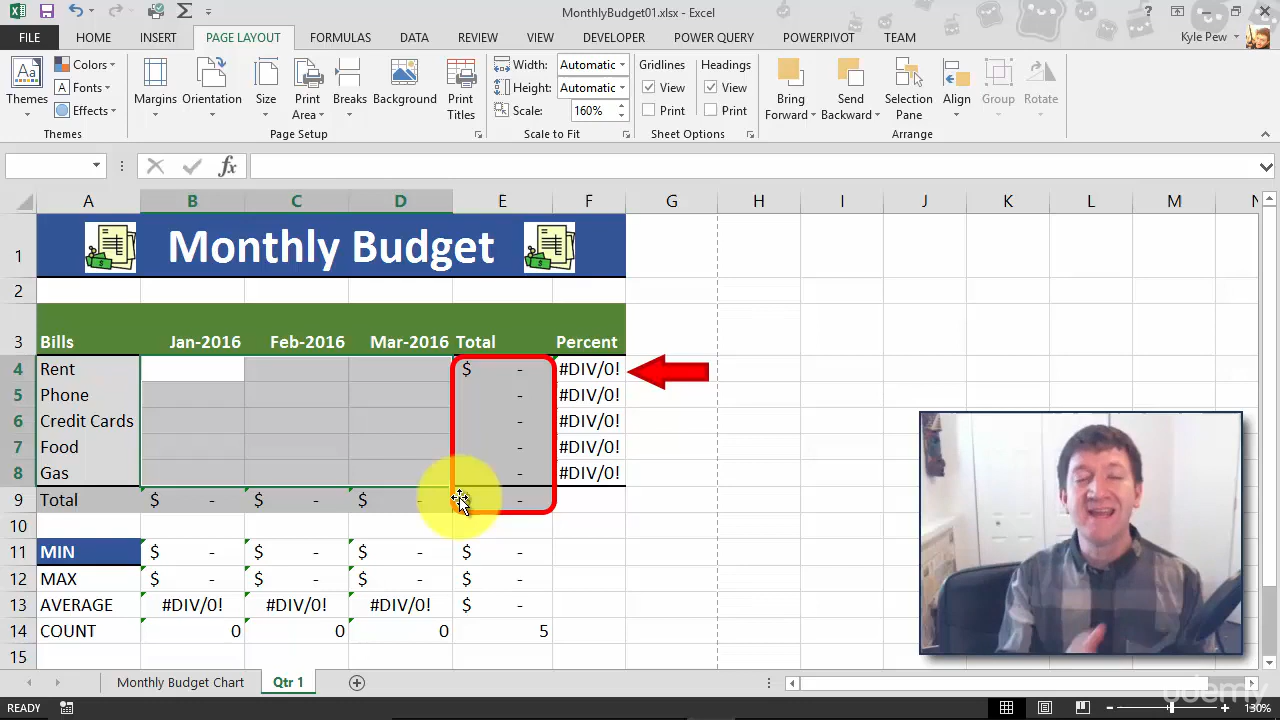 MonthlyBudget01.xlsx - Excel
FILE HOME INSERT PAGE LAYOUT FORMULAS DATA REVIEW VIEW DEVELOPER POWER QUERY POWERPIVOT TEAM Kyle Pew
Themes Colors Fonts Effects
Themes
Margins Orientation Size Print Area Breaks Background Print Titles
Page Setup
Width: Automatic
Height: Automatic
Scale: 160%
Scale to Fit
Gridlines Headings
View View
Print Print
Sheet Options
Bring Forward Send Backward Selection Pane Align Group Rotate
Arrange
fx
A B C D E F G H I J K L M N
1 Monthly Budget
2
3 Bills Jan-2016 Feb-2016 Mar-2016 Total Percent
4 Rent $ - #DIV/0!
5 Phone - #DIV/0!
6 Credit Cards - #DIV/0!
7 Food - #DIV/0!
8 Gas - #DIV/0!
9 Total $ - $ - $ - $ -
10
11 MIN $ - $ - $ - $ -
12 MAX $ - $ - $ - $ -
13 AVERAGE #DIV/0! #DIV/0! #DIV/0! $ -
14 COUNT 0 0 0 5
15
Monthly Budget Chart Qtr 1
READY 130%
udemy